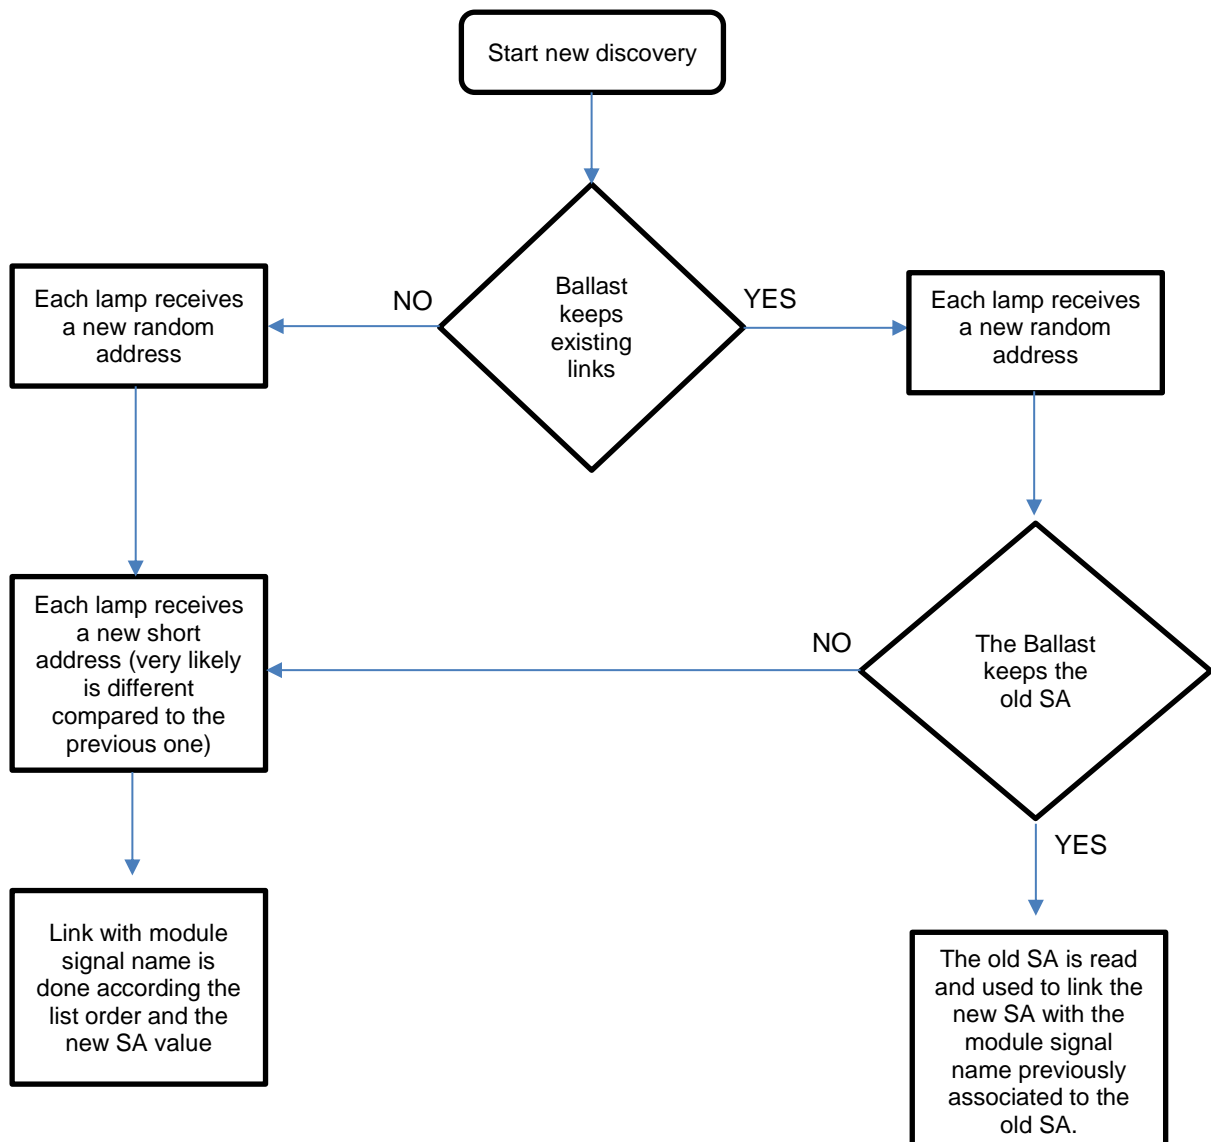 Start new discovery
Ballast
keeps
existing
links
NO
YES
Each lamp receives
a new random
address
Each lamp receives
a new random
address
Each lamp receives
a new short
address (very likely
is different
compared to the
previous one)
NO
The Ballast
keeps the
old SA
YES
Link with module
signal name is
done according the
list order and the
new SA value
The old SA is read
and used to link the
new SA with the
module signal
name previously
associated to the
old SA.